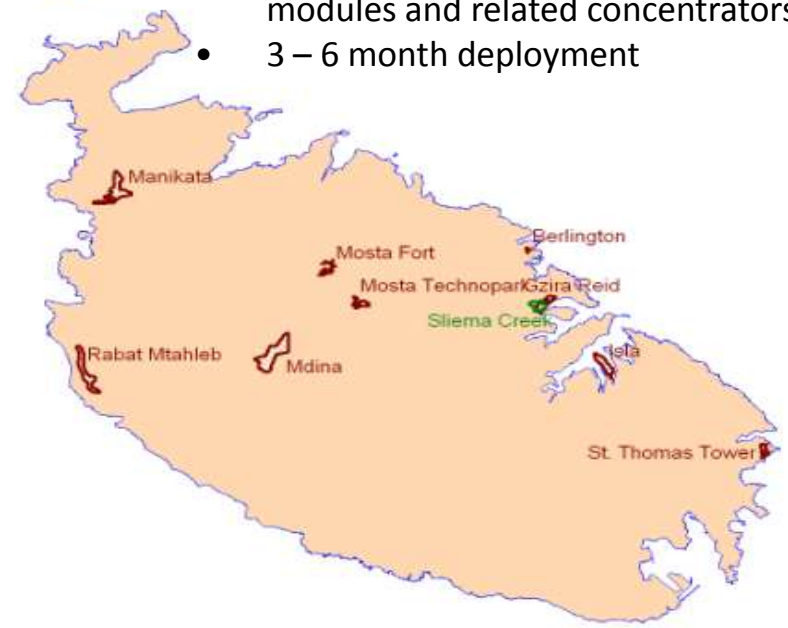 modules and related concentrators
• 3 – 6 month deployment
Manikata
Berlington
Mosta Fort
Mosta Technopark
Gzira Reid
Sliema Creek
Rabat Mtahleb
Mdina
Isla
St. Thomas Tower